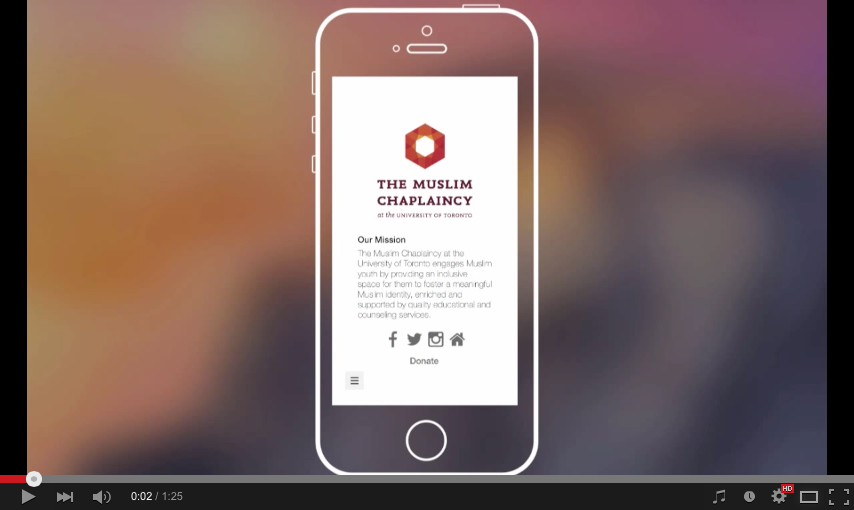 THE MUSLIM
CHAPLAINCY
at the UNIVERSITY OF TORONTO
Our Mission
The Muslim Chaplaincy at the
University of Toronto engages Muslim
youth by providing an inclusive
space for them to foster a meaningful
Muslim identity, enriched and
supported by quality educational and
counseling services.
Donate
0:02 / 1:25
HD